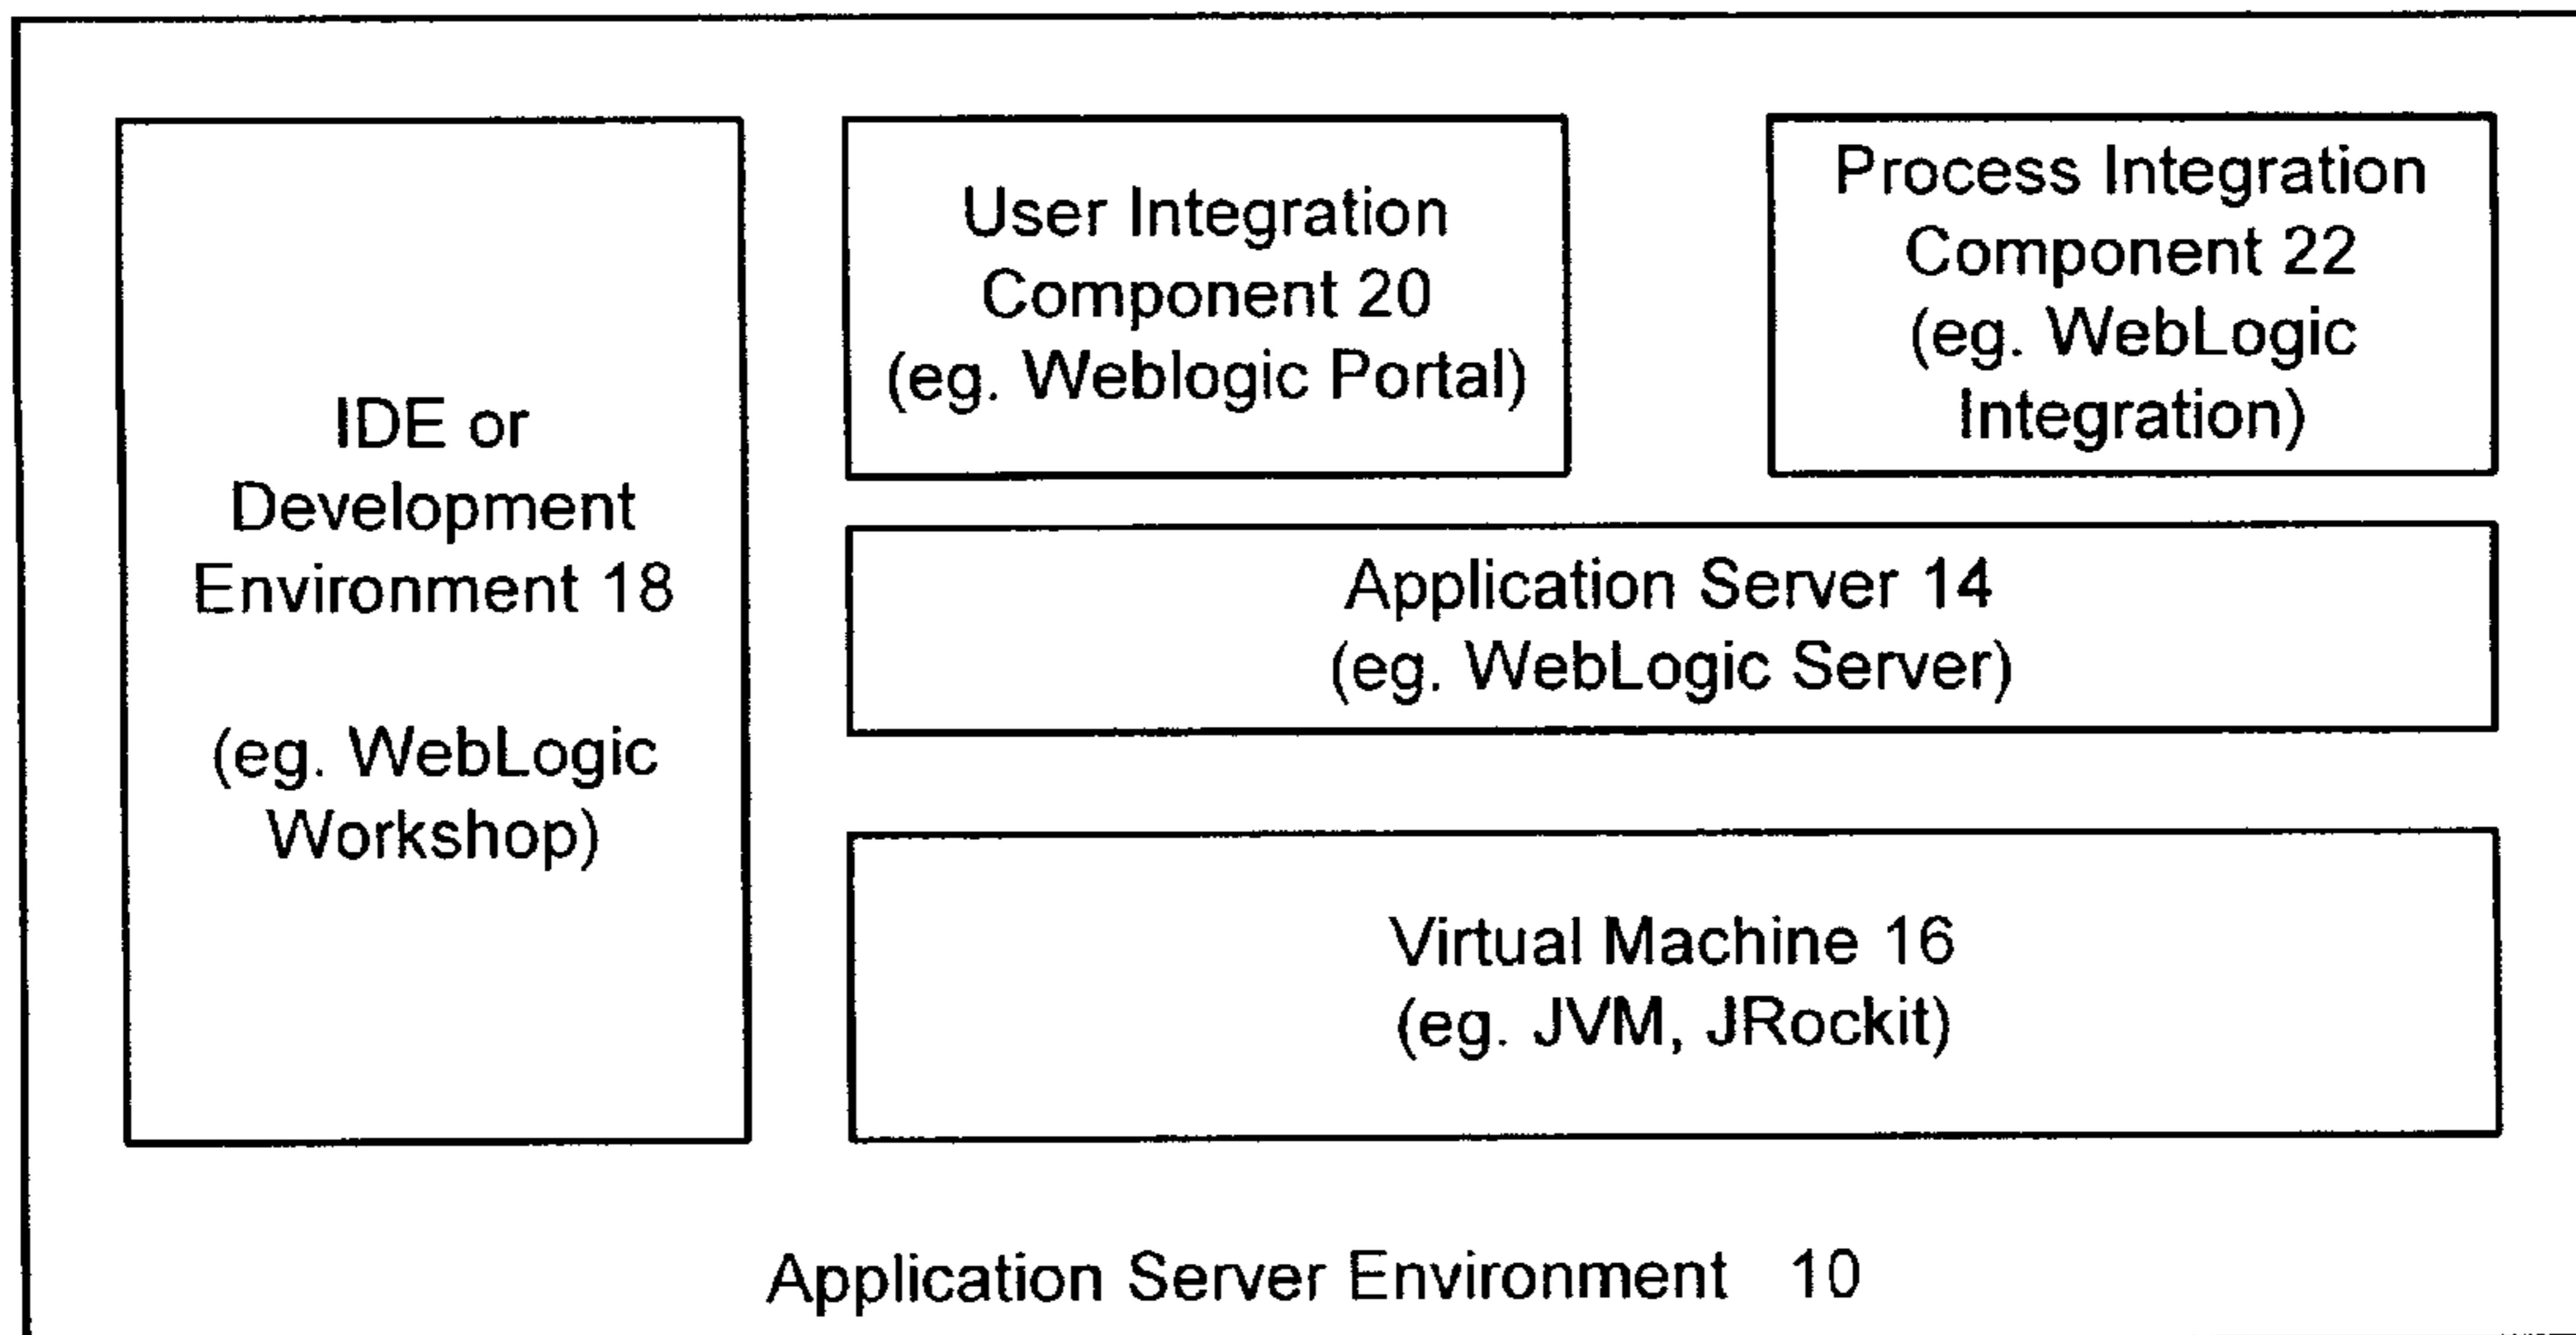 IDE or
Development
Environment 18
(eg. WebLogic
Workshop)
User Integration
Component 20
(eg. Weblogic Portal)
Process Integration
Component 22
(eg. WebLogic
Integration)
Application Server 14
(eg. WebLogic Server)
Virtual Machine 16
(eg. JVM, JRockit)
Application Server Environment 10